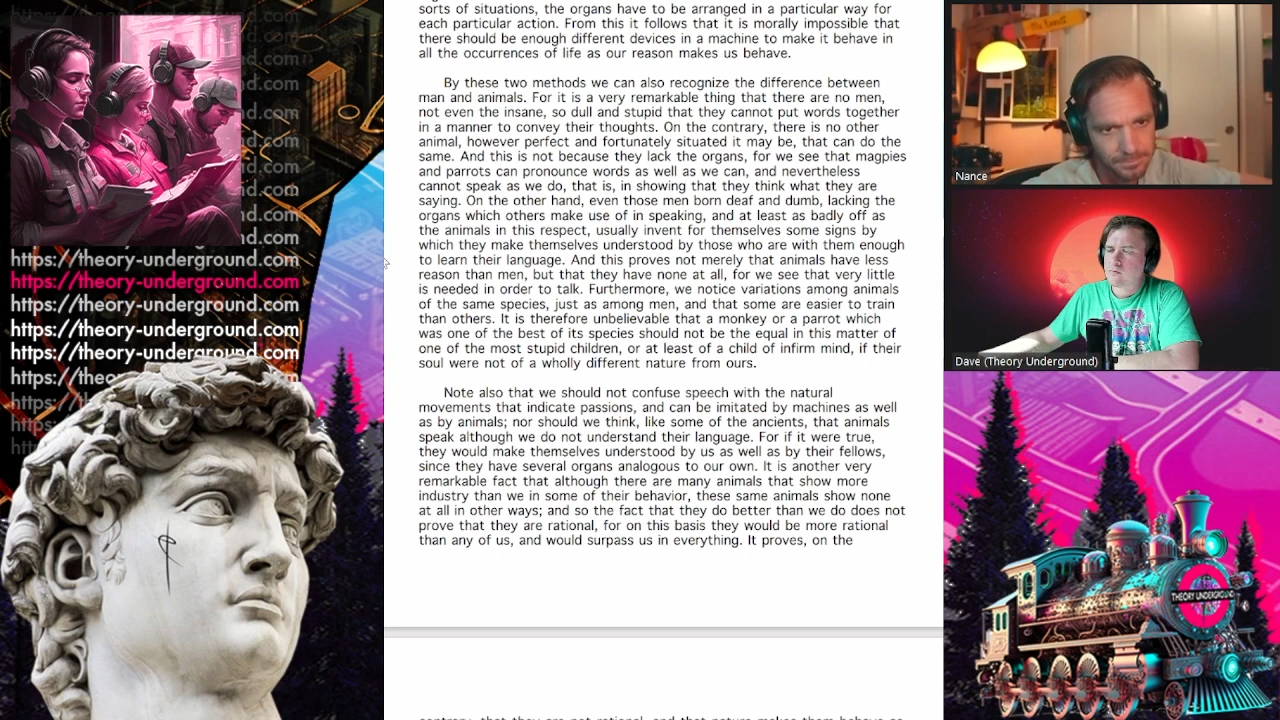 https://theory-underground.com
https://theory-underground.com
https://theory-underground.com
https://theory-underground.com
https://theory-underground.com
sorts of situations, the organs have to be arranged in a particular way for
each particular action. From this it follows that it is morally impossible that
there should be enough different devices in a machine to make it behave in
all the occurrences of life as our reason makes us behave.
By these two methods we can also recognize the difference between
man and animals. For it is a very remarkable thing that there are no men,
not even the insane, so dull and stupid that they cannot put words together
in a manner to convey their thoughts. On the contrary, there is no other
animal, however perfect and fortunately situated it may be, that can do the
same. And this is not because they lack the organs, for we see that magpies
and parrots can pronounce words as well as we can, and nevertheless
cannot speak as we do, that is, in showing that they think what they are
saying. On the other hand, even those men born deaf and dumb, lacking the
organs which others make use of in speaking, and at least as badly off as
the animals in this respect, usually invent for themselves some signs by
which they make themselves understood by those who are with them enough
to learn their language. And this proves not merely that animals have less
reason than men, but that they have none at all, for we see that very little
is needed in order to talk. Furthermore, we notice variations among animals
of the same species, just as among men, and that some are easier to train
than others. It is therefore unbelievable that a monkey or a parrot which
was one of the best of its species should not be the equal in this matter of
one of the most stupid children, or at least of a child of infirm mind, if their
soul were not of a wholly different nature from ours.
Note also that we should not confuse speech with the natural
movements that indicate passions, and can be imitated by machines as well
as by animals; nor should we think, like some of the ancients, that animals
speak although we do not understand their language. For if it were true,
they would make themselves understood by us as well as by their fellows,
since they have several organs analogous to our own. It is another very
remarkable fact that although there are many animals that show more
industry than we in some of their behavior, these same animals show none
at all in other ways; and so the fact that they do better than we do does not
prove that they are rational, for on this basis they would be more rational
than any of us, and would surpass us in everything. It proves, on the
contrary, that they are not rational, and that nature makes them behave as
Nance
Dave (Theory Underground)
THEORY UNDERGROUND